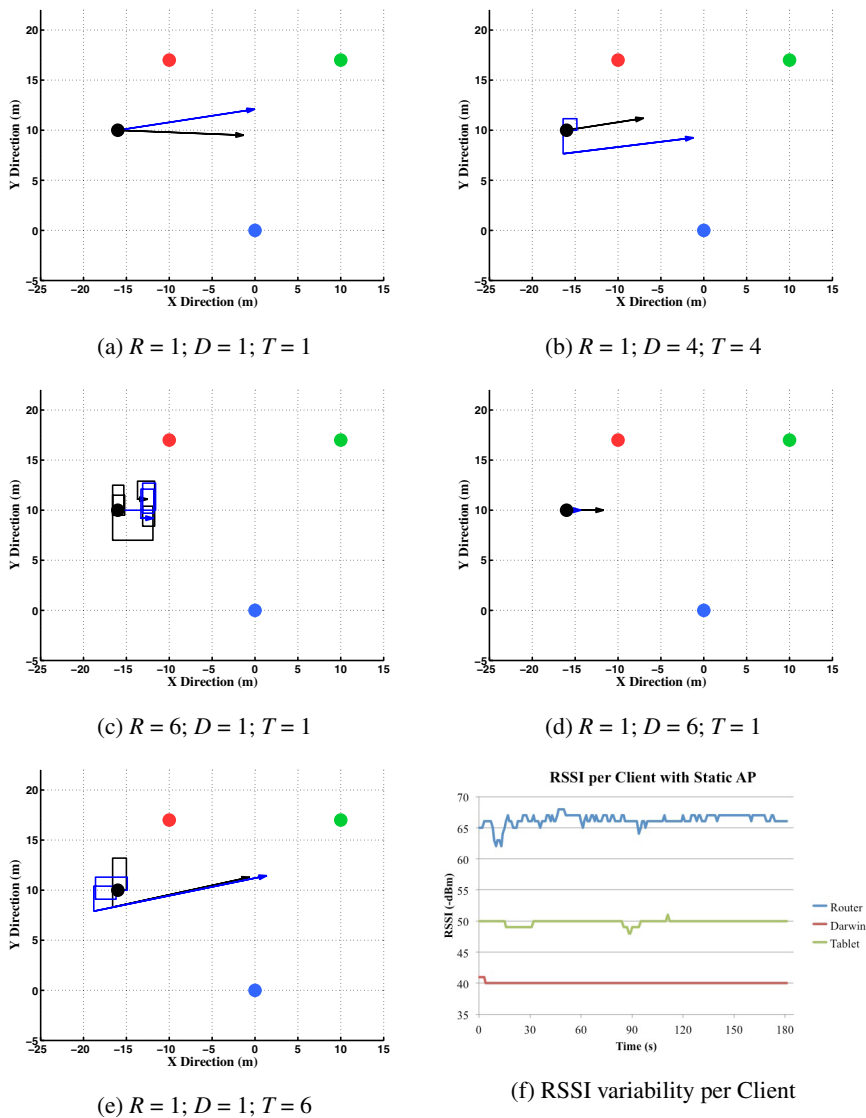 20
15
10
5
0
−5
−25 −20 −15 −10 −5 0 5 10 15
Y Direction (m)
X Direction (m)
(a) R = 1; D = 1; T = 1
20
15
10
5
0
−5
−25 −20 −15 −10 −5 0 5 10 15
Y Direction (m)
X Direction (m)
(b) R = 1; D = 4; T = 4
20
15
10
5
0
−5
−25 −20 −15 −10 −5 0 5 10 15
Y Direction (m)
X Direction (m)
(c) R = 6; D = 1; T = 1
20
15
10
5
0
−5
−25 −20 −15 −10 −5 0 5 10 15
Y Direction (m)
X Direction (m)
(d) R = 1; D = 6; T = 1
20
15
10
5
0
−5
−25 −20 −15 −10 −5 0 5 10 15
Y Direction (m)
X Direction (m)
(e) R = 1; D = 1; T = 6
RSSI per Client with Static AP
70
65
60
55
50
45
40
35
0 30 60 90 120 150 180
RSSI (-dBm)
Time (s)
Router
Darwin
Tablet
(f) RSSI variability per Client